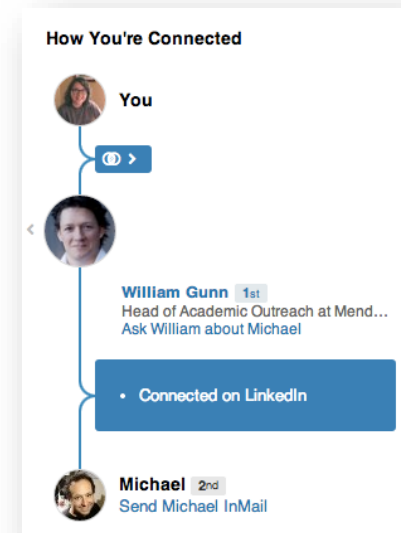 How You're Connected
You
William Gunn 1st
Head of Academic Outreach at Mend...
Ask William about Michael
• Connected on LinkedIn
Michael 2nd
Send Michael InMail